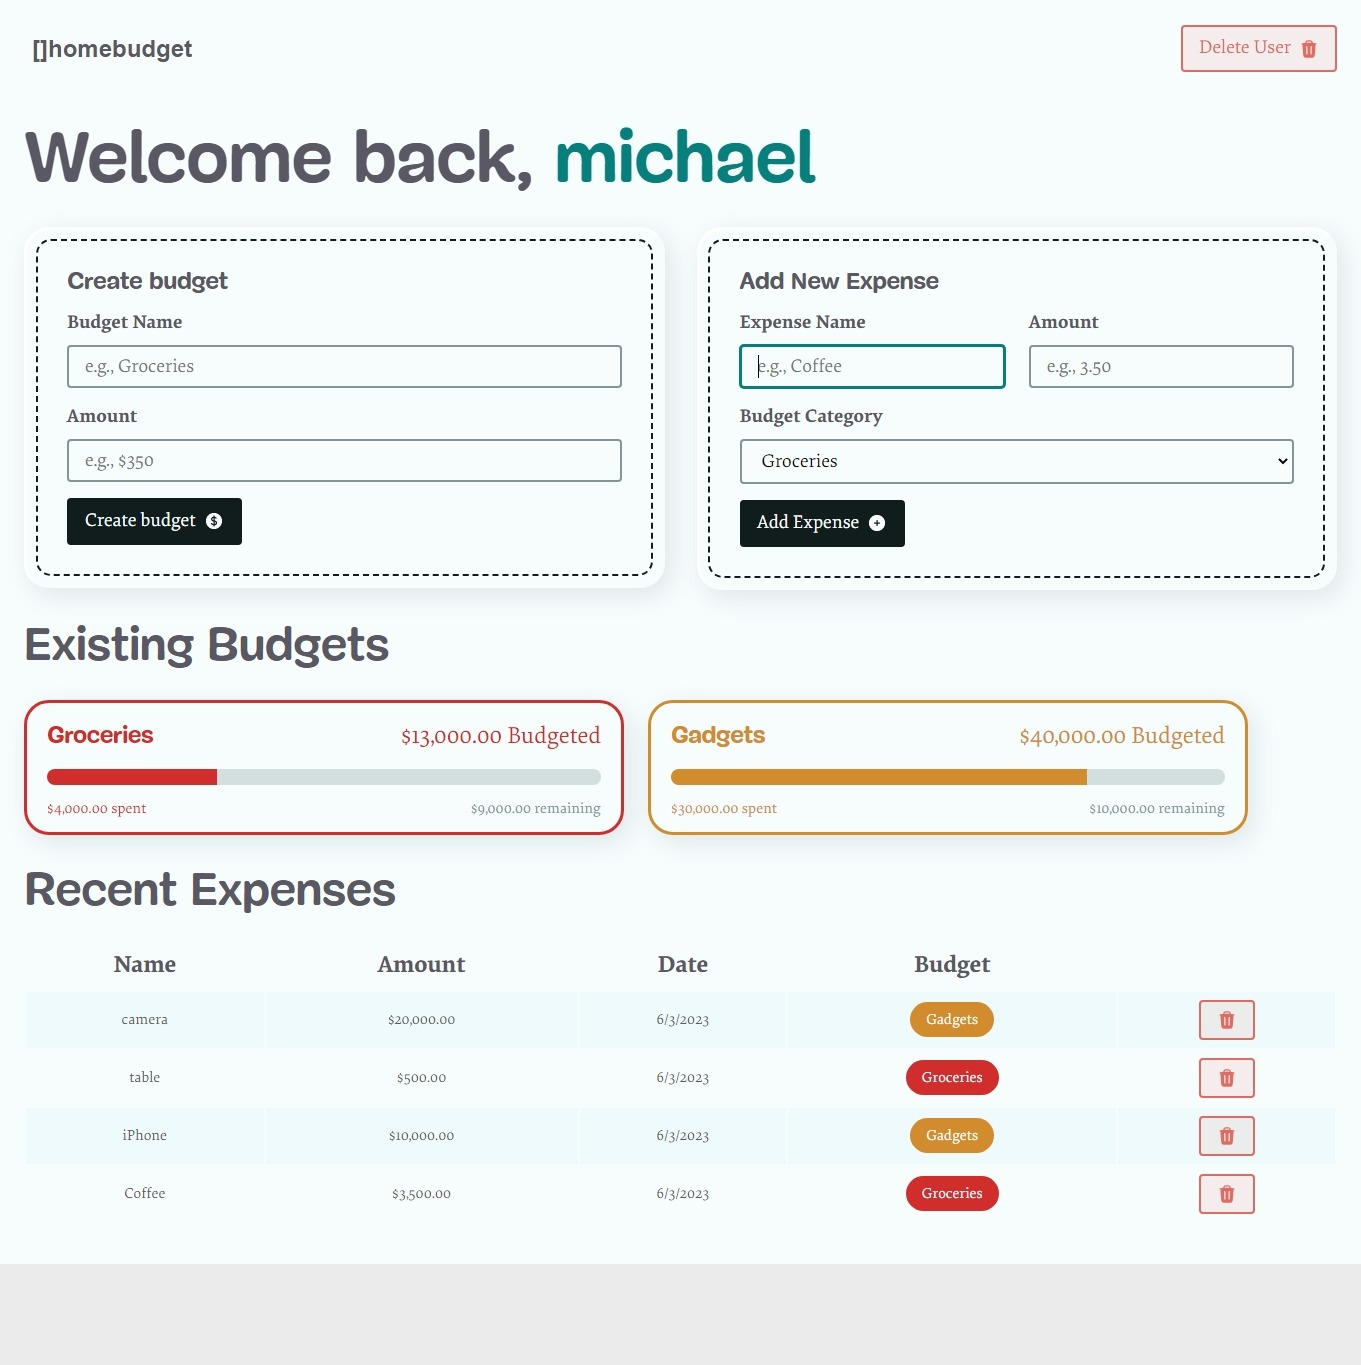 []homebudget
Delete User
Welcome back, michael
Create budget
Budget Name
e.g., Groceries
Amount
e.g., $350
Create budget
Add New Expense
Expense Name Amount
e.g., Coffee e.g., 3.50
Budget Category
Groceries
Add Expense
Existing Budgets
Groceries $13,000.00 Budgeted
$4,000.00 spent $9,000.00 remaining
Gadgets $40,000.00 Budgeted
$30,000.00 spent $10,000.00 remaining
Recent Expenses
Name Amount Date Budget
camera $20,000.00 6/3/2023 Gadgets
table $500.00 6/3/2023 Groceries
iPhone $10,000.00 6/3/2023 Gadgets
Coffee $3,500.00 6/3/2023 Groceries